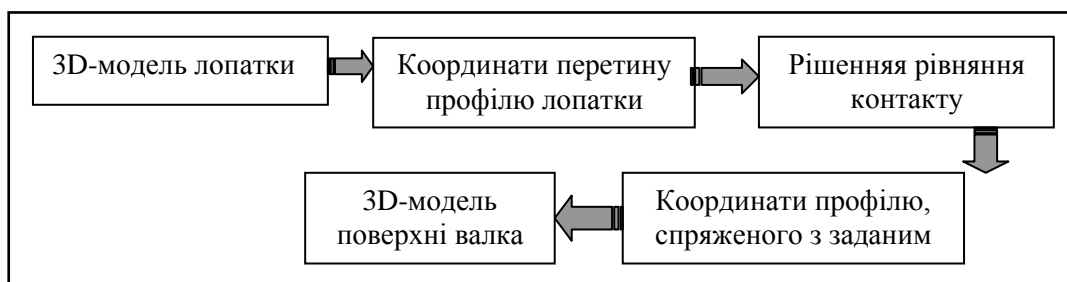 3D-модель лопатки
Координати перетину
профілю лопатки
Рішенняя рівняння
контакту
3D-модель
поверхні валка
Координати профілю,
спряженого з заданим